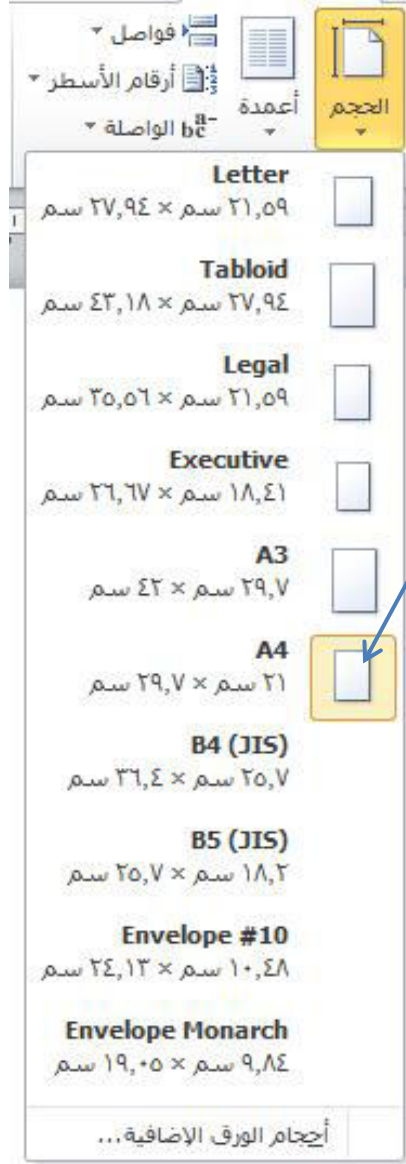 الحجم
أعمدة
فواصل
أرقام الأسطر
الواصلة
Letter
٢١,٥٩ سم × ٢٧,٩٤ سم
Tabloid
٢٧,٩٤ سم × ٤٣,١٨ سم
Legal
٢١,٥٩ سم × ٣٥,٥٦ سم
Executive
١٨,٤١ سم × ٢٦,٦٧ سم
A3
٢٩,٧ سم × ٤٢ سم
A4
٢١ سم × ٢٩,٧ سم
B4 (JIS)
٢٥,٧ سم × ٣٦,٤ سم
B5 (JIS)
١٨,٢ سم × ٢٥,٧ سم
Envelope #10
١٠,٤٨ سم × ٢٤,١٣ سم
Envelope Monarch
٩,٨٤ سم × ١٩,٠٥ سم
أحجام الورق الإضافية...